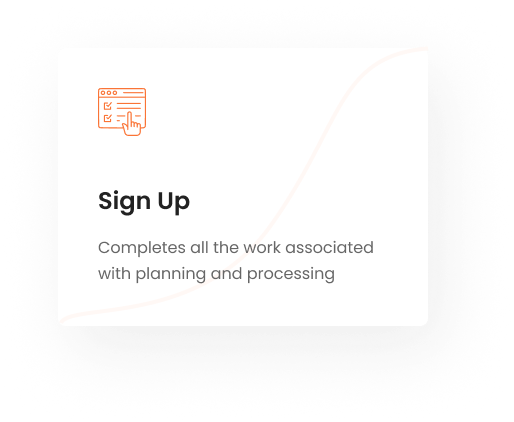 Sign Up
Completes all the work associated
with planning and processing